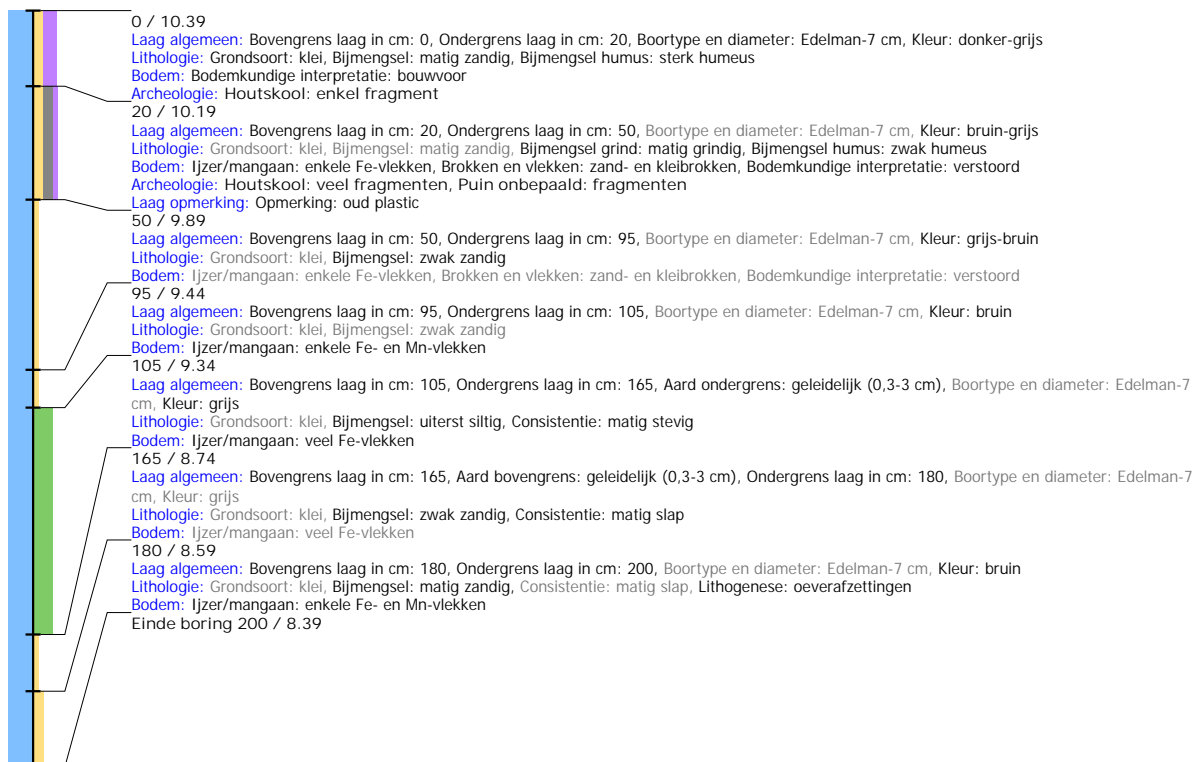 0 / 10.39
Laag algemeen: Bovengrens laag in cm: 0, Ondergrens laag in cm: 20, Boortype en diameter: Edelman-7 cm, Kleur: donker-grijs
Lithologie: Grondsoort: klei, Bijmengsel: matig zandig, Bijmengsel humus: sterk humeus
Bodem: Bodemkundige interpretatie: bouwvoor
Archeologie: Houtskool: enkel fragment
20 / 10.19
Laag algemeen: Bovengrens laag in cm: 20, Ondergrens laag in cm: 50, Boortype en diameter: Edelman-7 cm, Kleur: bruin-grijs
Lithologie: Grondsoort: klei, Bijmengsel: matig zandig, Bijmengsel grind: matig grindig, Bijmengsel humus: zwak humeus
Bodem: Ijzer/mangaan: enkele Fe-vlekken, Brokken en vlekken: zand- en kleibrokken, Bodemkundige interpretatie: verstoord
Archeologie: Houtskool: veel fragmenten, Puin onbepaald: fragmenten
Laag opmerking: Opmerking: oud plastic
50 / 9.89
Laag algemeen: Bovengrens laag in cm: 50, Ondergrens laag in cm: 95, Boortype en diameter: Edelman-7 cm, Kleur: grijs-bruin
Lithologie: Grondsoort: klei, Bijmengsel: zwak zandig
Bodem: Ijzer/mangaan: enkele Fe-vlekken, Brokken en vlekken: zand- en kleibrokken, Bodemkundige interpretatie: verstoord
95 / 9.44
Laag algemeen: Bovengrens laag in cm: 95, Ondergrens laag in cm: 105, Boortype en diameter: Edelman-7 cm, Kleur: bruin
Lithologie: Grondsoort: klei, Bijmengsel: zwak zandig
Bodem: Ijzer/mangaan: enkele Fe- en Mn-vlekken
105 / 9.34
Laag algemeen: Bovengrens laag in cm: 105, Ondergrens laag in cm: 165, Aard ondergrens: geleidelijk (0,3-3 cm), Boortype en diameter: Edelman-7
cm, Kleur: grijs
Lithologie: Grondsoort: klei, Bijmengsel: uiterst siltig, Consistentie: matig stevig
Bodem: Ijzer/mangaan: veel Fe-vlekken
165 / 8.74
Laag algemeen: Bovengrens laag in cm: 165, Aard bovengrens: geleidelijk (0,3-3 cm), Ondergrens laag in cm: 180, Boortype en diameter: Edelman-7
cm, Kleur: grijs
Lithologie: Grondsoort: klei, Bijmengsel: zwak zandig, Consistentie: matig slap
Bodem: Ijzer/mangaan: veel Fe-vlekken
180 / 8.59
Laag algemeen: Bovengrens laag in cm: 180, Ondergrens laag in cm: 200, Boortype en diameter: Edelman-7 cm, Kleur: bruin
Lithologie: Grondsoort: klei, Bijmengsel: matig zandig, Consistentie: matig slap, Lithogenese: oeverafzettingen
Bodem: Ijzer/mangaan: enkele Fe- en Mn-vlekken
Einde boring 200 / 8.39